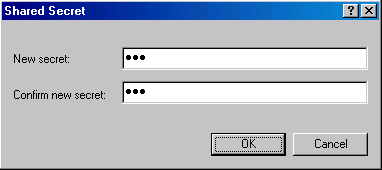 Shared Secret
New secret: •••
Confirm new secret: •••
OK Cancel